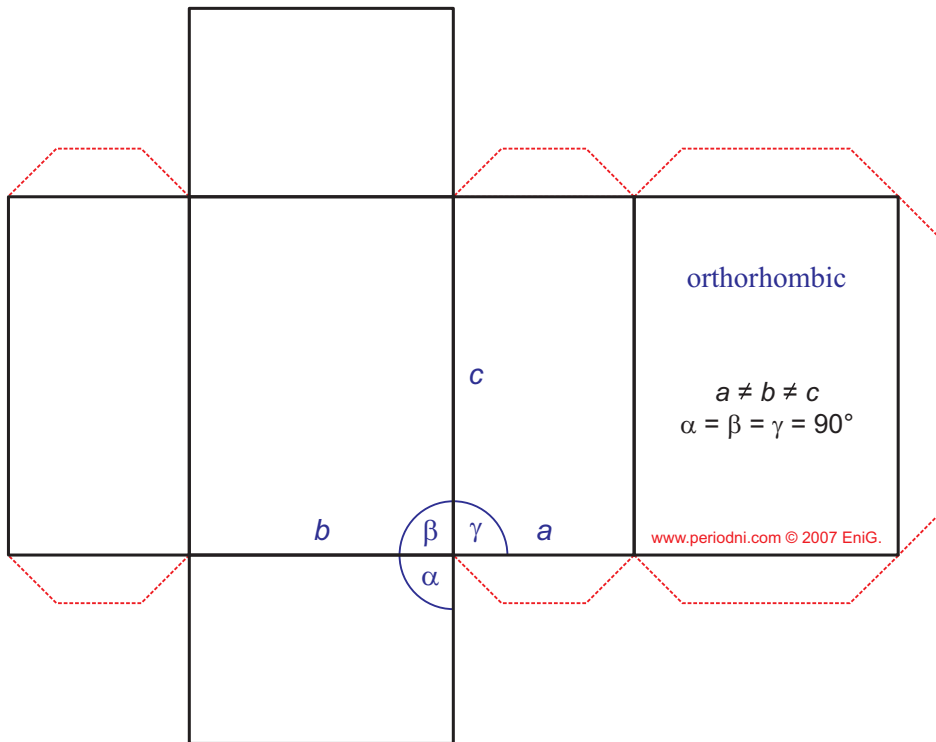 orthorhombic
c
a ≠ b ≠ c
α = β = γ = 90°
b
β
γ
a
www.periodni.com © 2007 EniG.
α